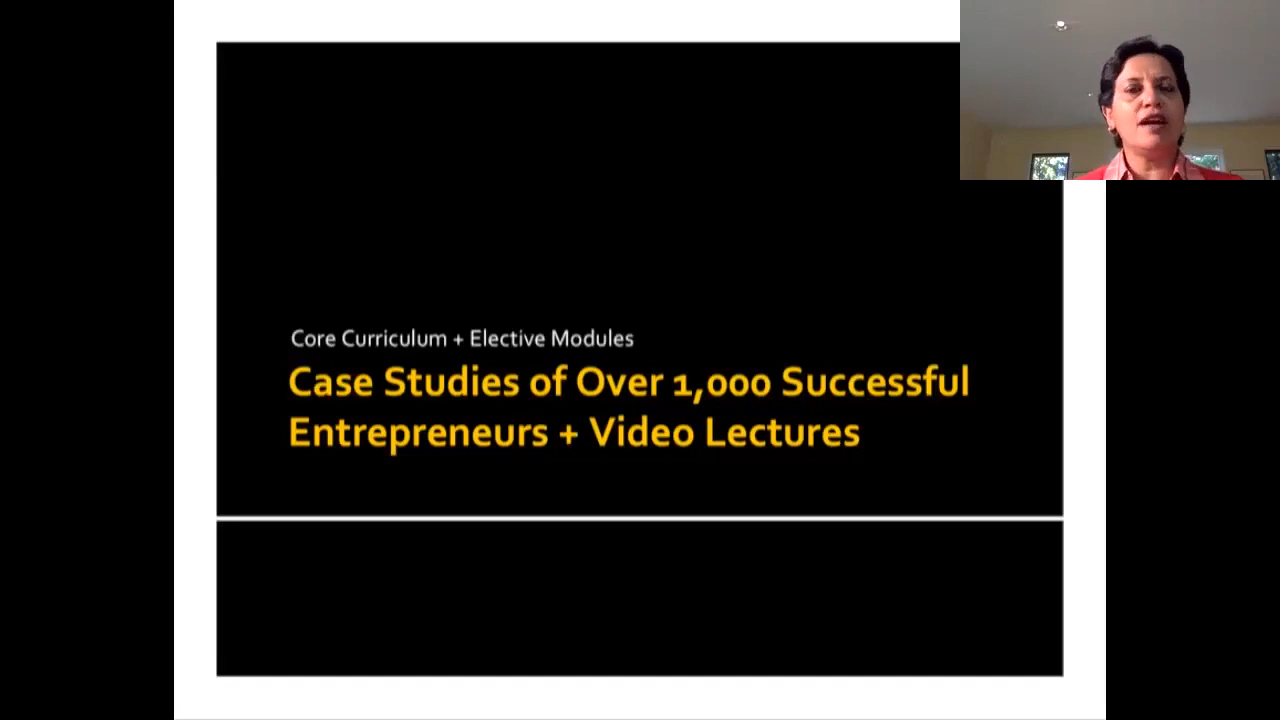 Core Curriculum + Elective Modules
Case Studies of Over 1,000 Successful
Entrepreneurs + Video Lectures